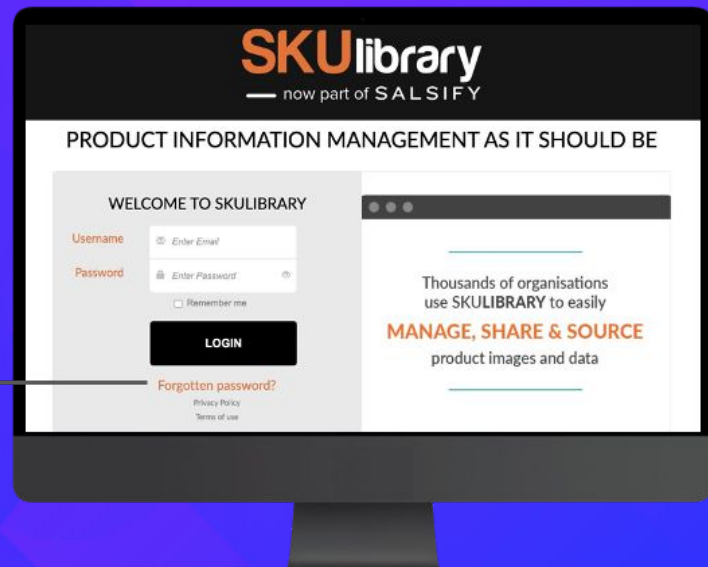 SKUlibrary
now part of SALSIFY
PRODUCT INFORMATION MANAGEMENT AS IT SHOULD BE
WELCOME TO SKULIBRARY
Username
Enter Email
Password
Enter Password
Remember me
LOGIN
Forgotten password?
Privacy Policy
Terms of use
Thousands of organisations
use SKULIBRARY to easily
MANAGE, SHARE & SOURCE
product images and data